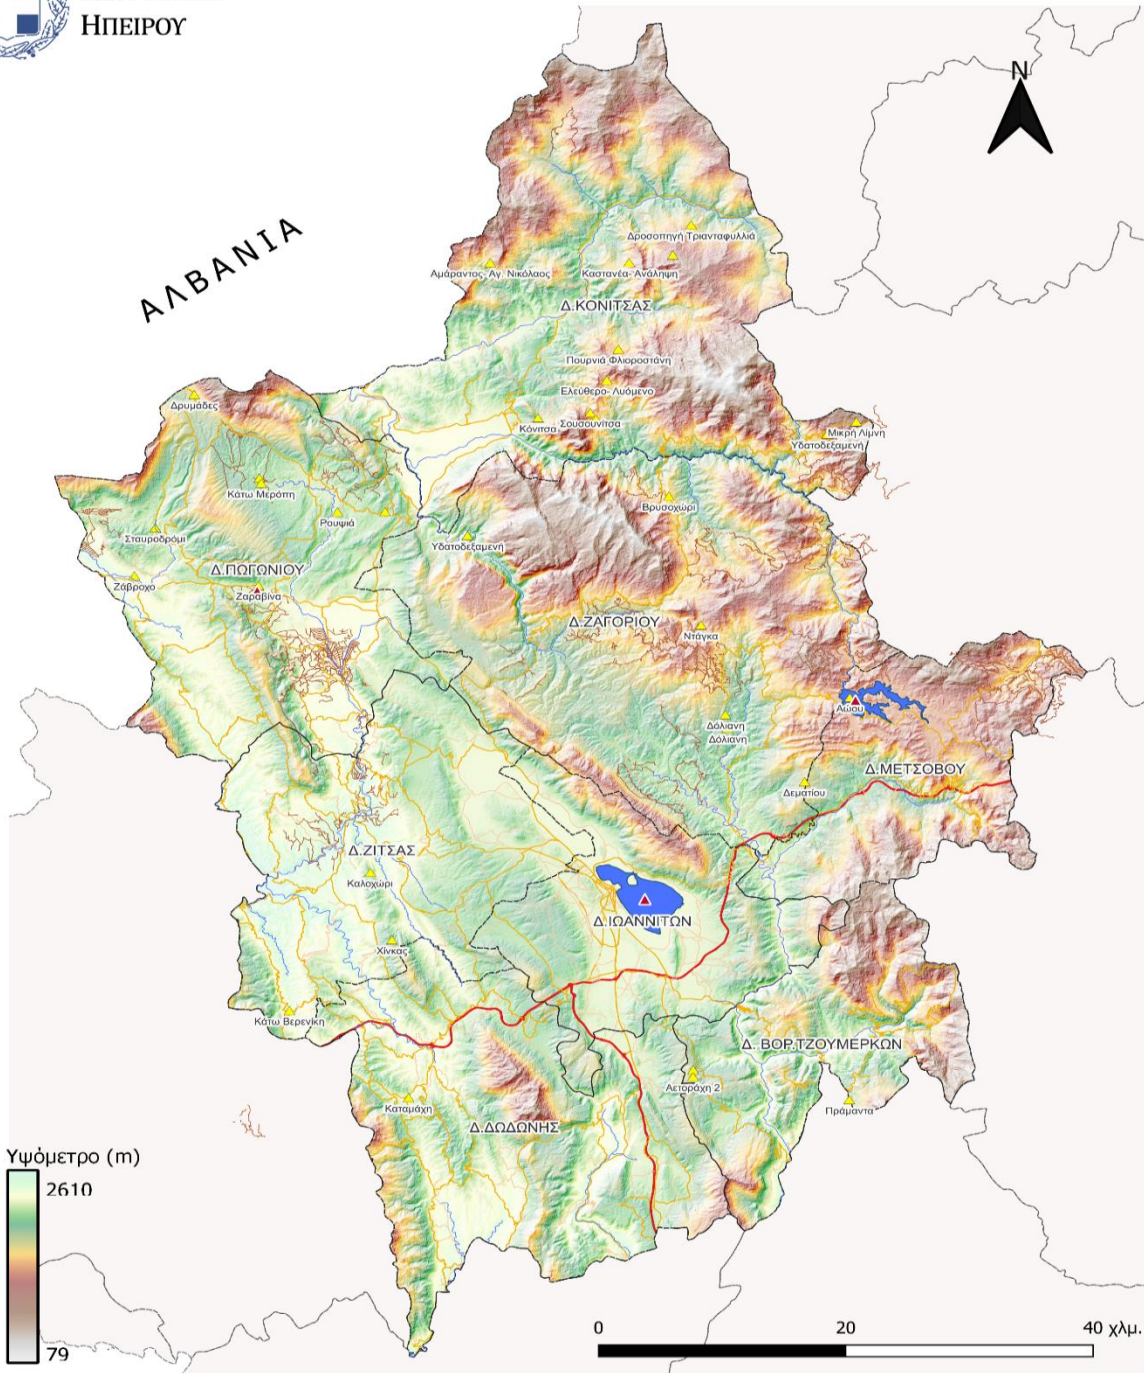 ΗΠΕΙΡΟΥ
N
ΑΛΒΑΝΙΑ
Δροσοπηγή Τριανταφυλλιά
Αμάραντος- Αγ. Νικόλαος
Καστανέα- Ανάληψη
Δ.ΚΟΝΙΤΣΑΣ
Πουρνιά Φλιοροστάνη
Ελεύθερο- Λυόμενο
Δρυμάδες
Κόνιτσα
Σουσουνίτσα
Μικρή Λίμνη
Υδατοδεξαμενή
Κάτω Μερόπη
Βρυσοχώρι
Ρουψιά
Σταυροδρόμι
Υδατοδεξαμενή
Δ.ΠΩΓΩΝΙΟΥ
Ζάβροχο
Ζαραβίνα
Δ.ΖΑΓΟΡΙΟΥ
Ντάγκα
Αώου
Δόλιανη
Δόλιανη
Δ.ΜΕΤΣΟΒΟΥ
Δεματίου
Δ.ΖΙΤΣΑΣ
Καλοχώρι
Δ.ΙΩΑΝΝΙΤΩΝ
Χίνκας
Κάτω Βερενίκη
Δ. ΒΟΡ.ΤΖΟΥΜΕΡΚΩΝ
Αετοράχη 2
Καταμάχη
Πράμαντα
Δ.ΔΩΔΩΝΗΣ
Υψόμετρο (m)
2610
79
0 20 40 χλμ.